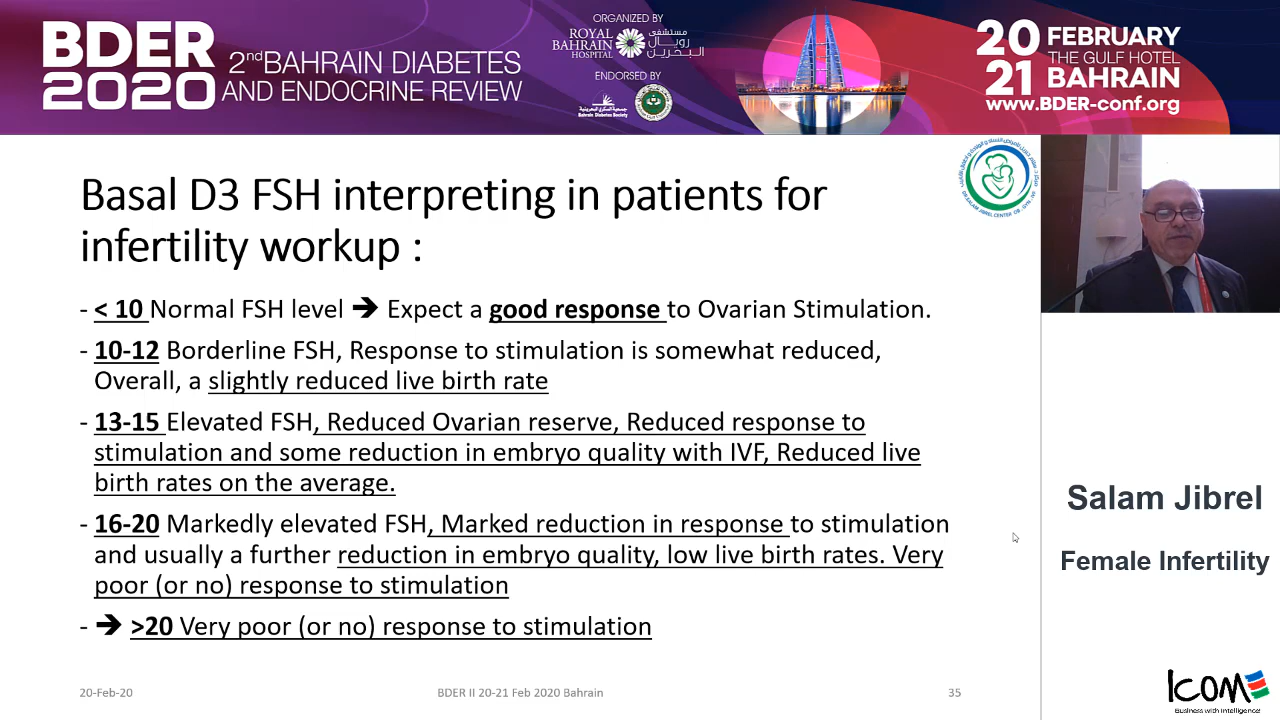 BDER
2020
2nd BAHRAIN DIABETES
AND ENDOCRINE REVIEW
ORGANIZED BY
ROYAL
BAHRAIN
HOSPITAL
مستشفى
رويال
البحرين
ENDORSED BY
Bahrain Diabetes Society
20
21
FEBRUARY
THE GULF HOTEL
BAHRAIN
www.BDER-conf.org
Basal D3 FSH interpreting in patients for
infertility workup :
- < 10 Normal FSH level ➔ Expect a good response to Ovarian Stimulation.
- 10-12 Borderline FSH, Response to stimulation is somewhat reduced,
Overall, a slightly reduced live birth rate
- 13-15 Elevated FSH, Reduced Ovarian reserve, Reduced response to
stimulation and some reduction in embryo quality with IVF, Reduced live
birth rates on the average.
- 16-20 Markedly elevated FSH, Marked reduction in response to stimulation
and usually a further reduction in embryo quality, low live birth rates. Very
poor (or no) response to stimulation
- ➔ >20 Very poor (or no) response to stimulation
20-Feb-20
BDER II 20-21 Feb 2020 Bahrain
35
Salam Jibrel
Female Infertility
ICOM
Business with Intelligence!